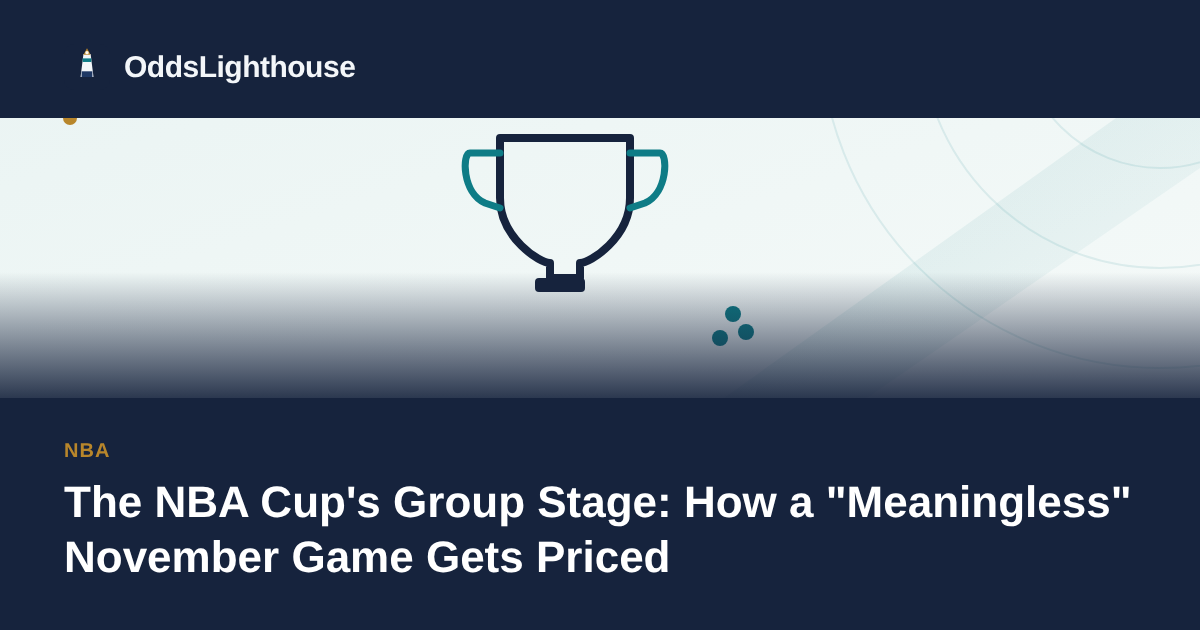 OddsLighthouse
NBA
The NBA Cup's Group Stage: How a "Meaningless"
November Game Gets Priced